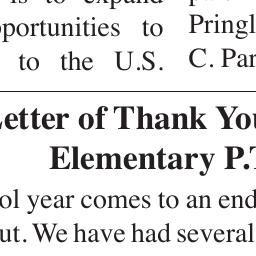 is to expand
opportunities to
to the U.S.
Pringl
C. Par
Letter of Thank You
Elementary P.T
ol year comes to an end
ut. We have had several